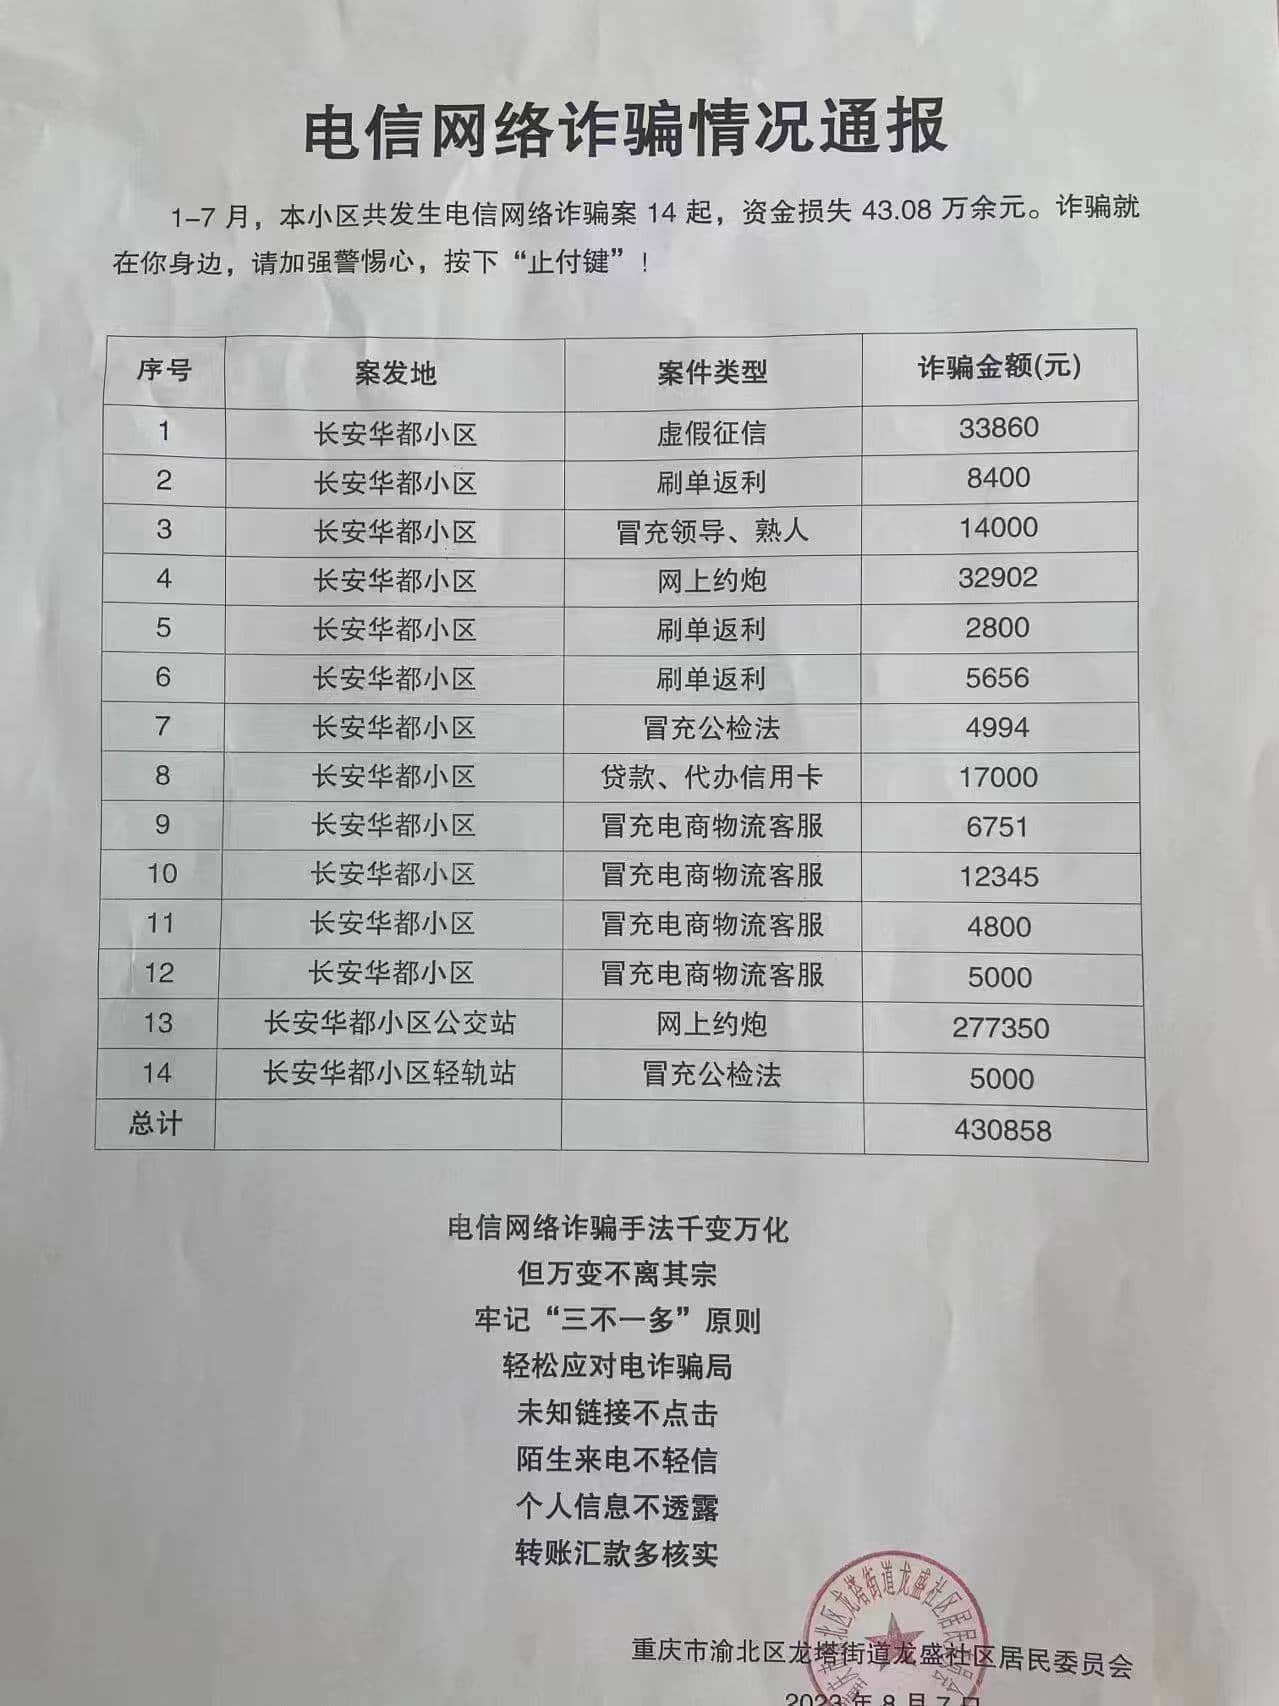 电信网络诈骗情况通报
1-7 月，本小区共发生电信网络诈骗案 14 起，资金损失 43.08 万余元。诈骗就
在你身边，请加强警惕心，按下“止付键”！
序号 案发地 案件类型 诈骗金额(元)
1 长安华都小区 虚假征信 33860
2 长安华都小区 刷单返利 8400
3 长安华都小区 冒充领导、熟人 14000
4 长安华都小区 网上约炮 32902
5 长安华都小区 刷单返利 2800
6 长安华都小区 刷单返利 5656
7 长安华都小区 冒充公检法 4994
8 长安华都小区 贷款、代办信用卡 17000
9 长安华都小区 冒充电商物流客服 6751
10 长安华都小区 冒充电商物流客服 12345
11 长安华都小区 冒充电商物流客服 4800
12 长安华都小区 冒充电商物流客服 5000
13 长安华都小区公交站 网上约炮 277350
14 长安华都小区轻轨站 冒充公检法 5000
总计 430858
电信网络诈骗手法千变万化
但万变不离其宗
牢记“三不一多”原则
轻松应对电诈骗局
未知链接不点击
陌生来电不轻信
个人信息不透露
转账汇款多核实
重庆市渝北区龙塔街道龙盛社区居民委员会
2023 年 8 月 7 日